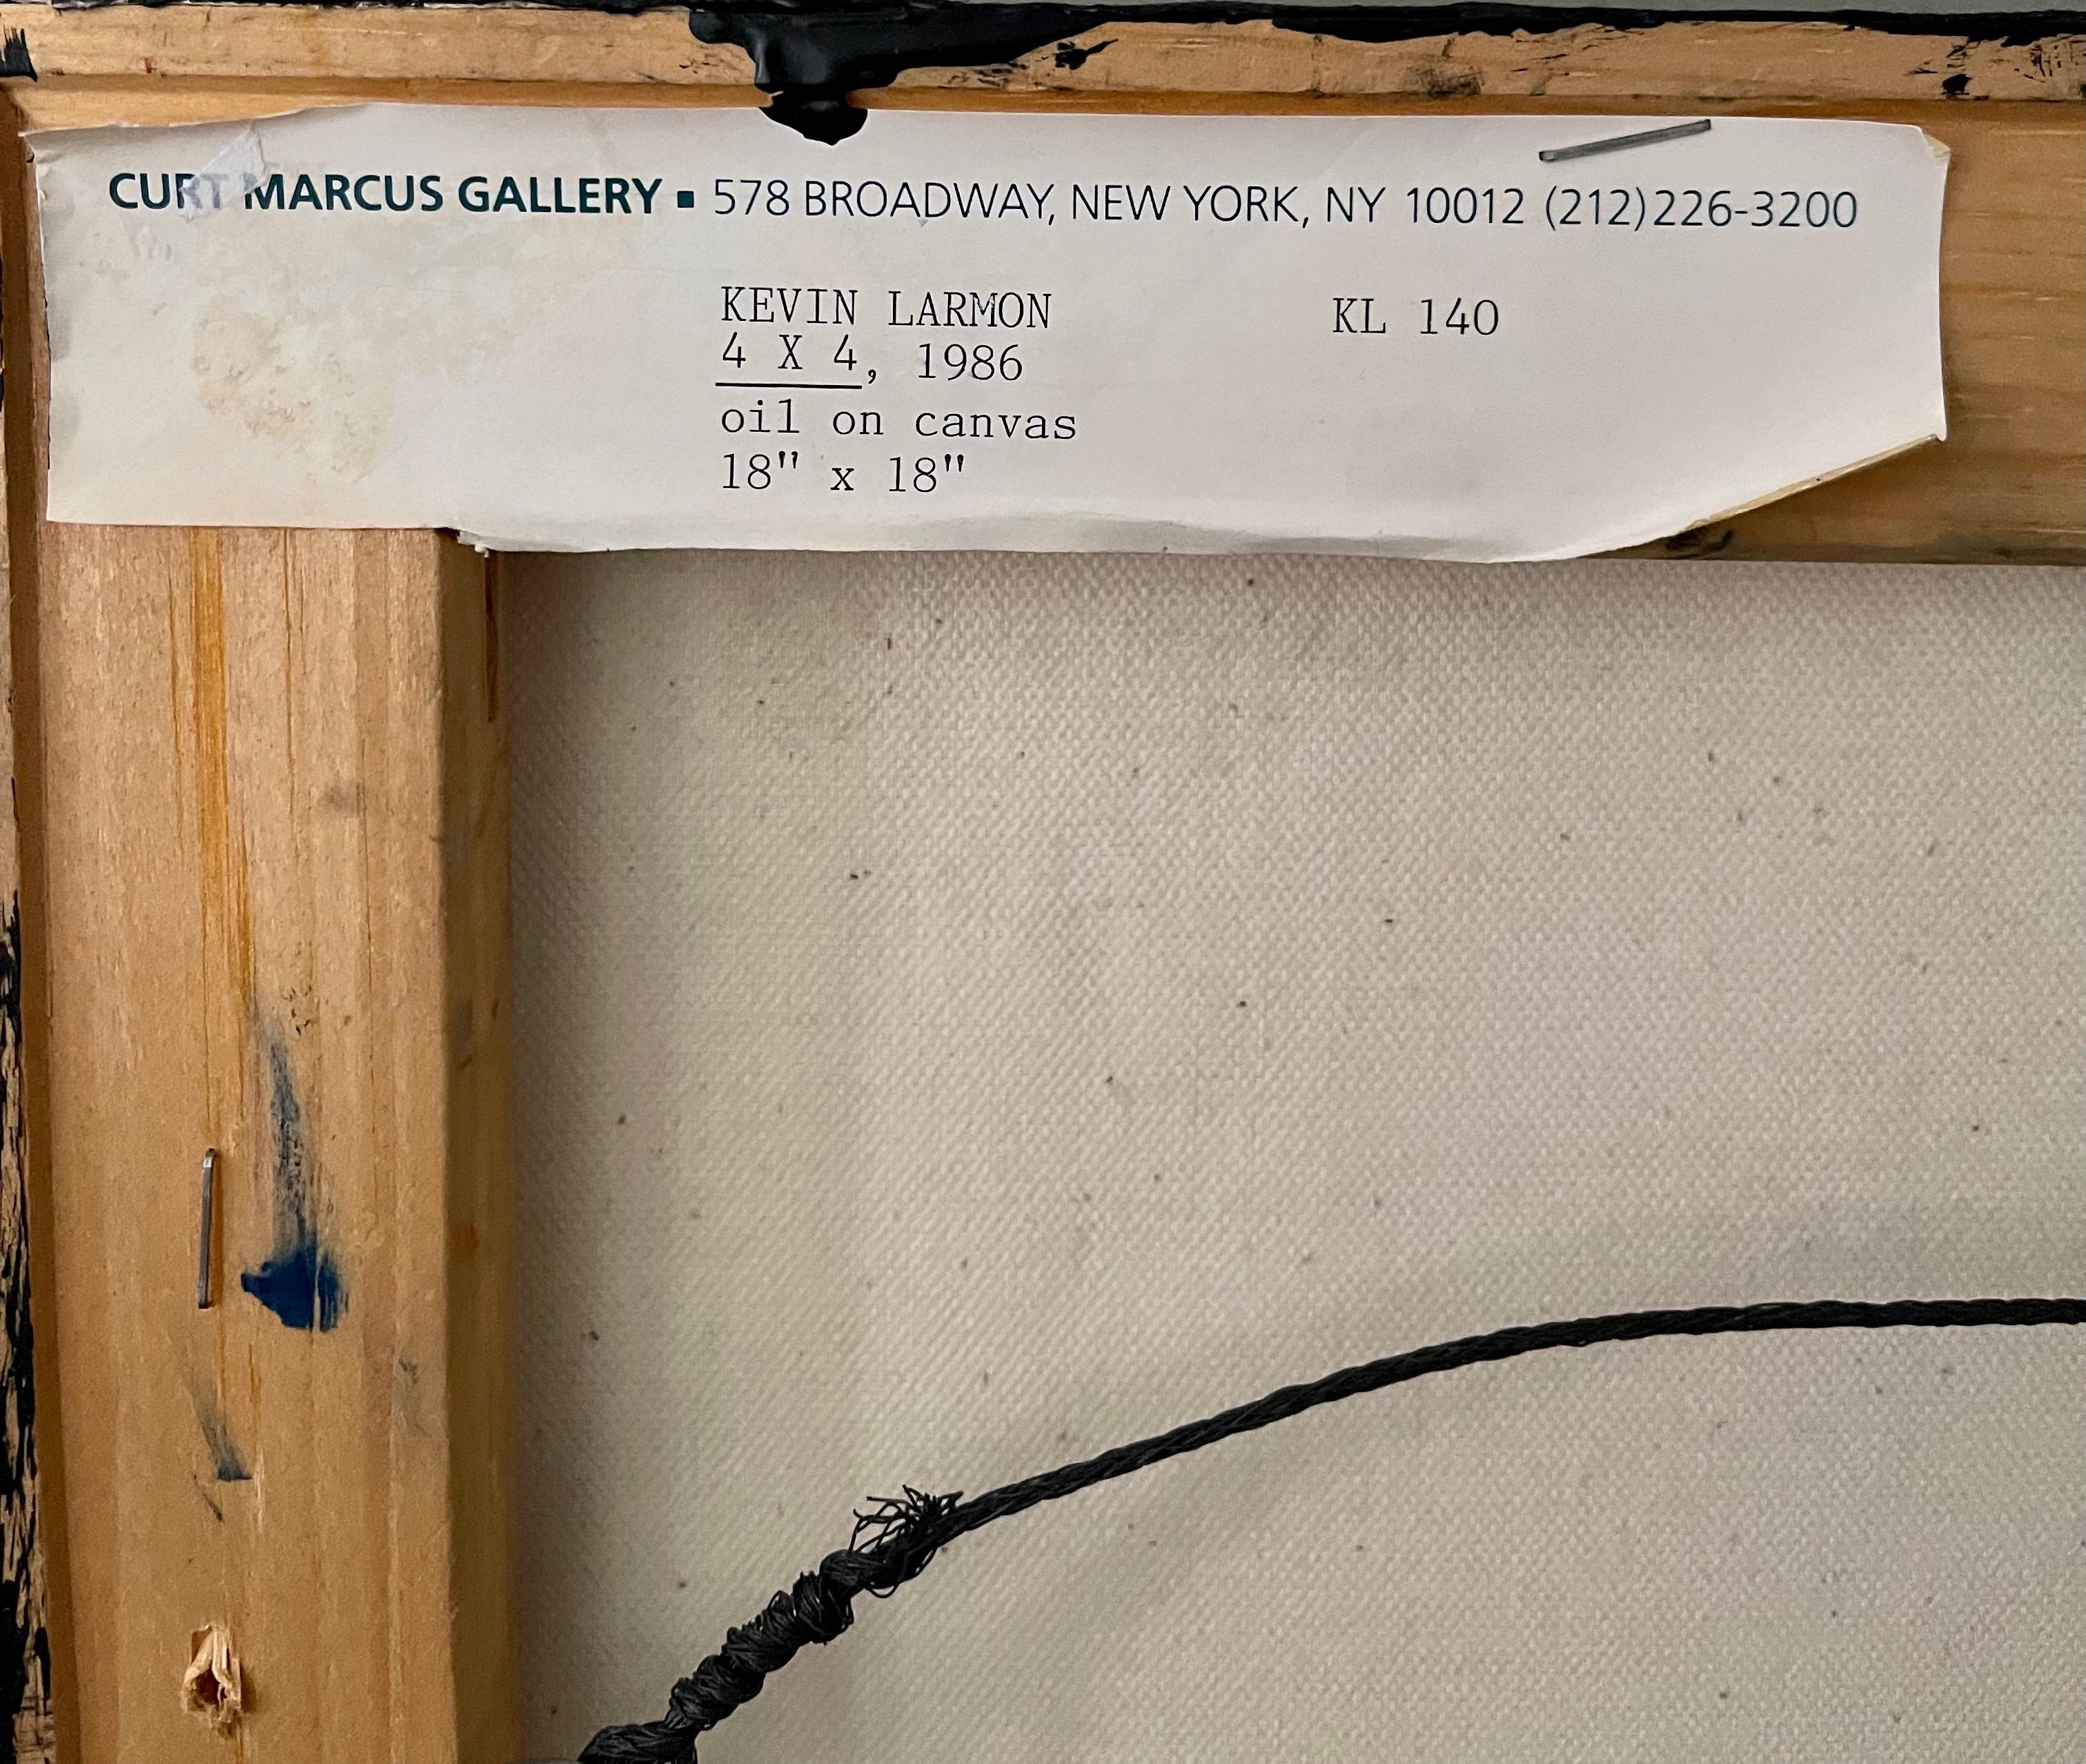 CURT MARCUS GALLERY ▪ 578 BROADWAY, NEW YORK, NY 10012 (212)226-3200
KEVIN LARMON KL 140
4 X 4, 1986
oil on canvas
18" x 18"